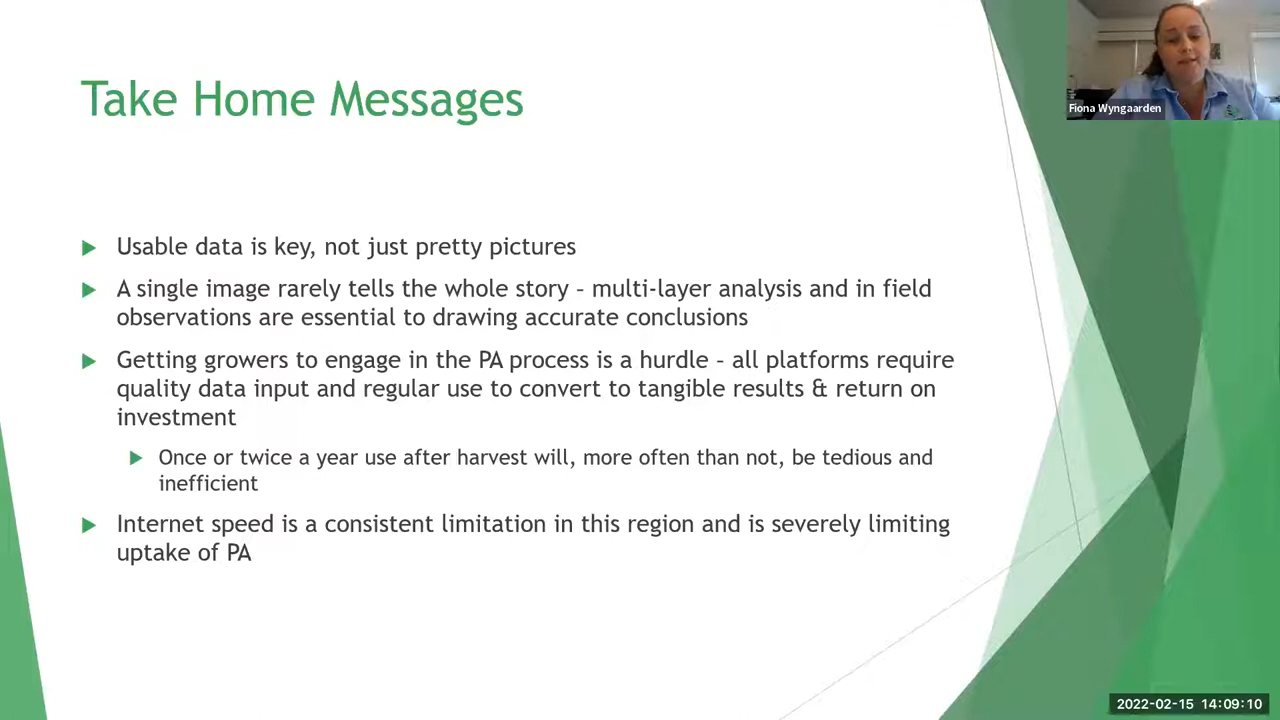 Take Home Messages
Fiona Wyngaarden
Usable data is key, not just pretty pictures
A single image rarely tells the whole story – multi-layer analysis and in field
observations are essential to drawing accurate conclusions
Getting growers to engage in the PA process is a hurdle – all platforms require
quality data input and regular use to convert to tangible results & return on
investment
Once or twice a year use after harvest will, more often than not, be tedious and
inefficient
Internet speed is a consistent limitation in this region and is severely limiting
uptake of PA
2022-02-15 14:09:10